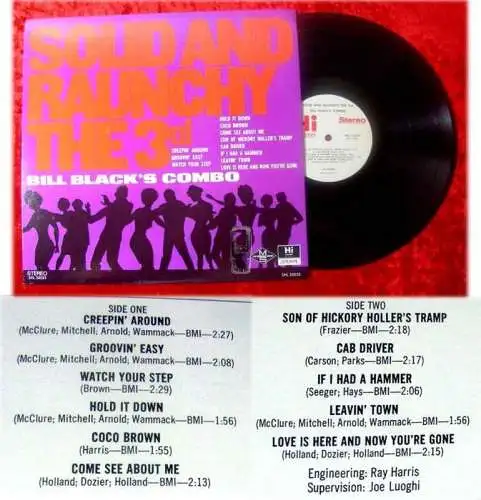 SOLID AND
RAUNCHY
THE 3rd
HOLD IT DOWN
COCO BROWN
COME SEE ABOUT ME
SON OF HICKORY HOLLER'S TRAMP
CAB DRIVER
CREEPIN' AROUND
IF I HAD A HAMMER
GROOVIN' EASY
LEAVIN' TOWN
WATCH YOUR STEP
LOVE IS HERE AND NOW YOU'RE GONE
BILL BLACK'S COMBO
STEREO
Hi
Hi
Stereo
SIDE ONE
CREEPIN' AROUND
(McClure; Mitchell; Arnold; Wammack—BMI—2:27)
GROOVIN' EASY
(McClure; Mitchell; Arnold; Wammack—BMI—2:08)
WATCH YOUR STEP
(Brown—BMI—2:29)
HOLD IT DOWN
(McClure; Mitchell; Arnold; Wammack—BMI—1:56)
COCO BROWN
(Harris—BMI—1:55)
COME SEE ABOUT ME
(Holland; Dozier; Holland—BMI—2:13)
SIDE TWO
SON OF HICKORY HOLLER'S TRAMP
(Frazier—BMI—2:18)
CAB DRIVER
(Carson; Parks—BMI—2:21)
IF I HAD A HAMMER
(Seeger; Hays—BMI—2:06)
LEAVIN' TOWN
(McClure; Mitchell; Arnold; Wammack—BMI—1:56)
LOVE IS HERE AND NOW YOU'RE GONE
(Holland; Dozier; Holland—BMI—2:15)
Engineering: Ray Harris
Supervision: Joe Luoghi